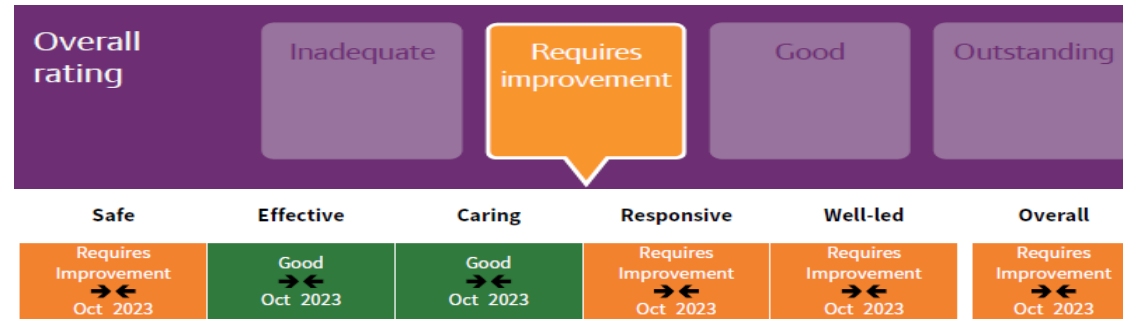 Overall
rating
Inadequate
Requires
improvement
Good
Outstanding
Safe
Effective
Caring
Responsive
Well-led
Overall
Requires
Improvement
→←
Oct 2023
Good
→←
Oct 2023
Good
→←
Oct 2023
Requires
Improvement
→←
Oct 2023
Requires
Improvement
→←
Oct 2023
Requires
Improvement
→←
Oct 2023